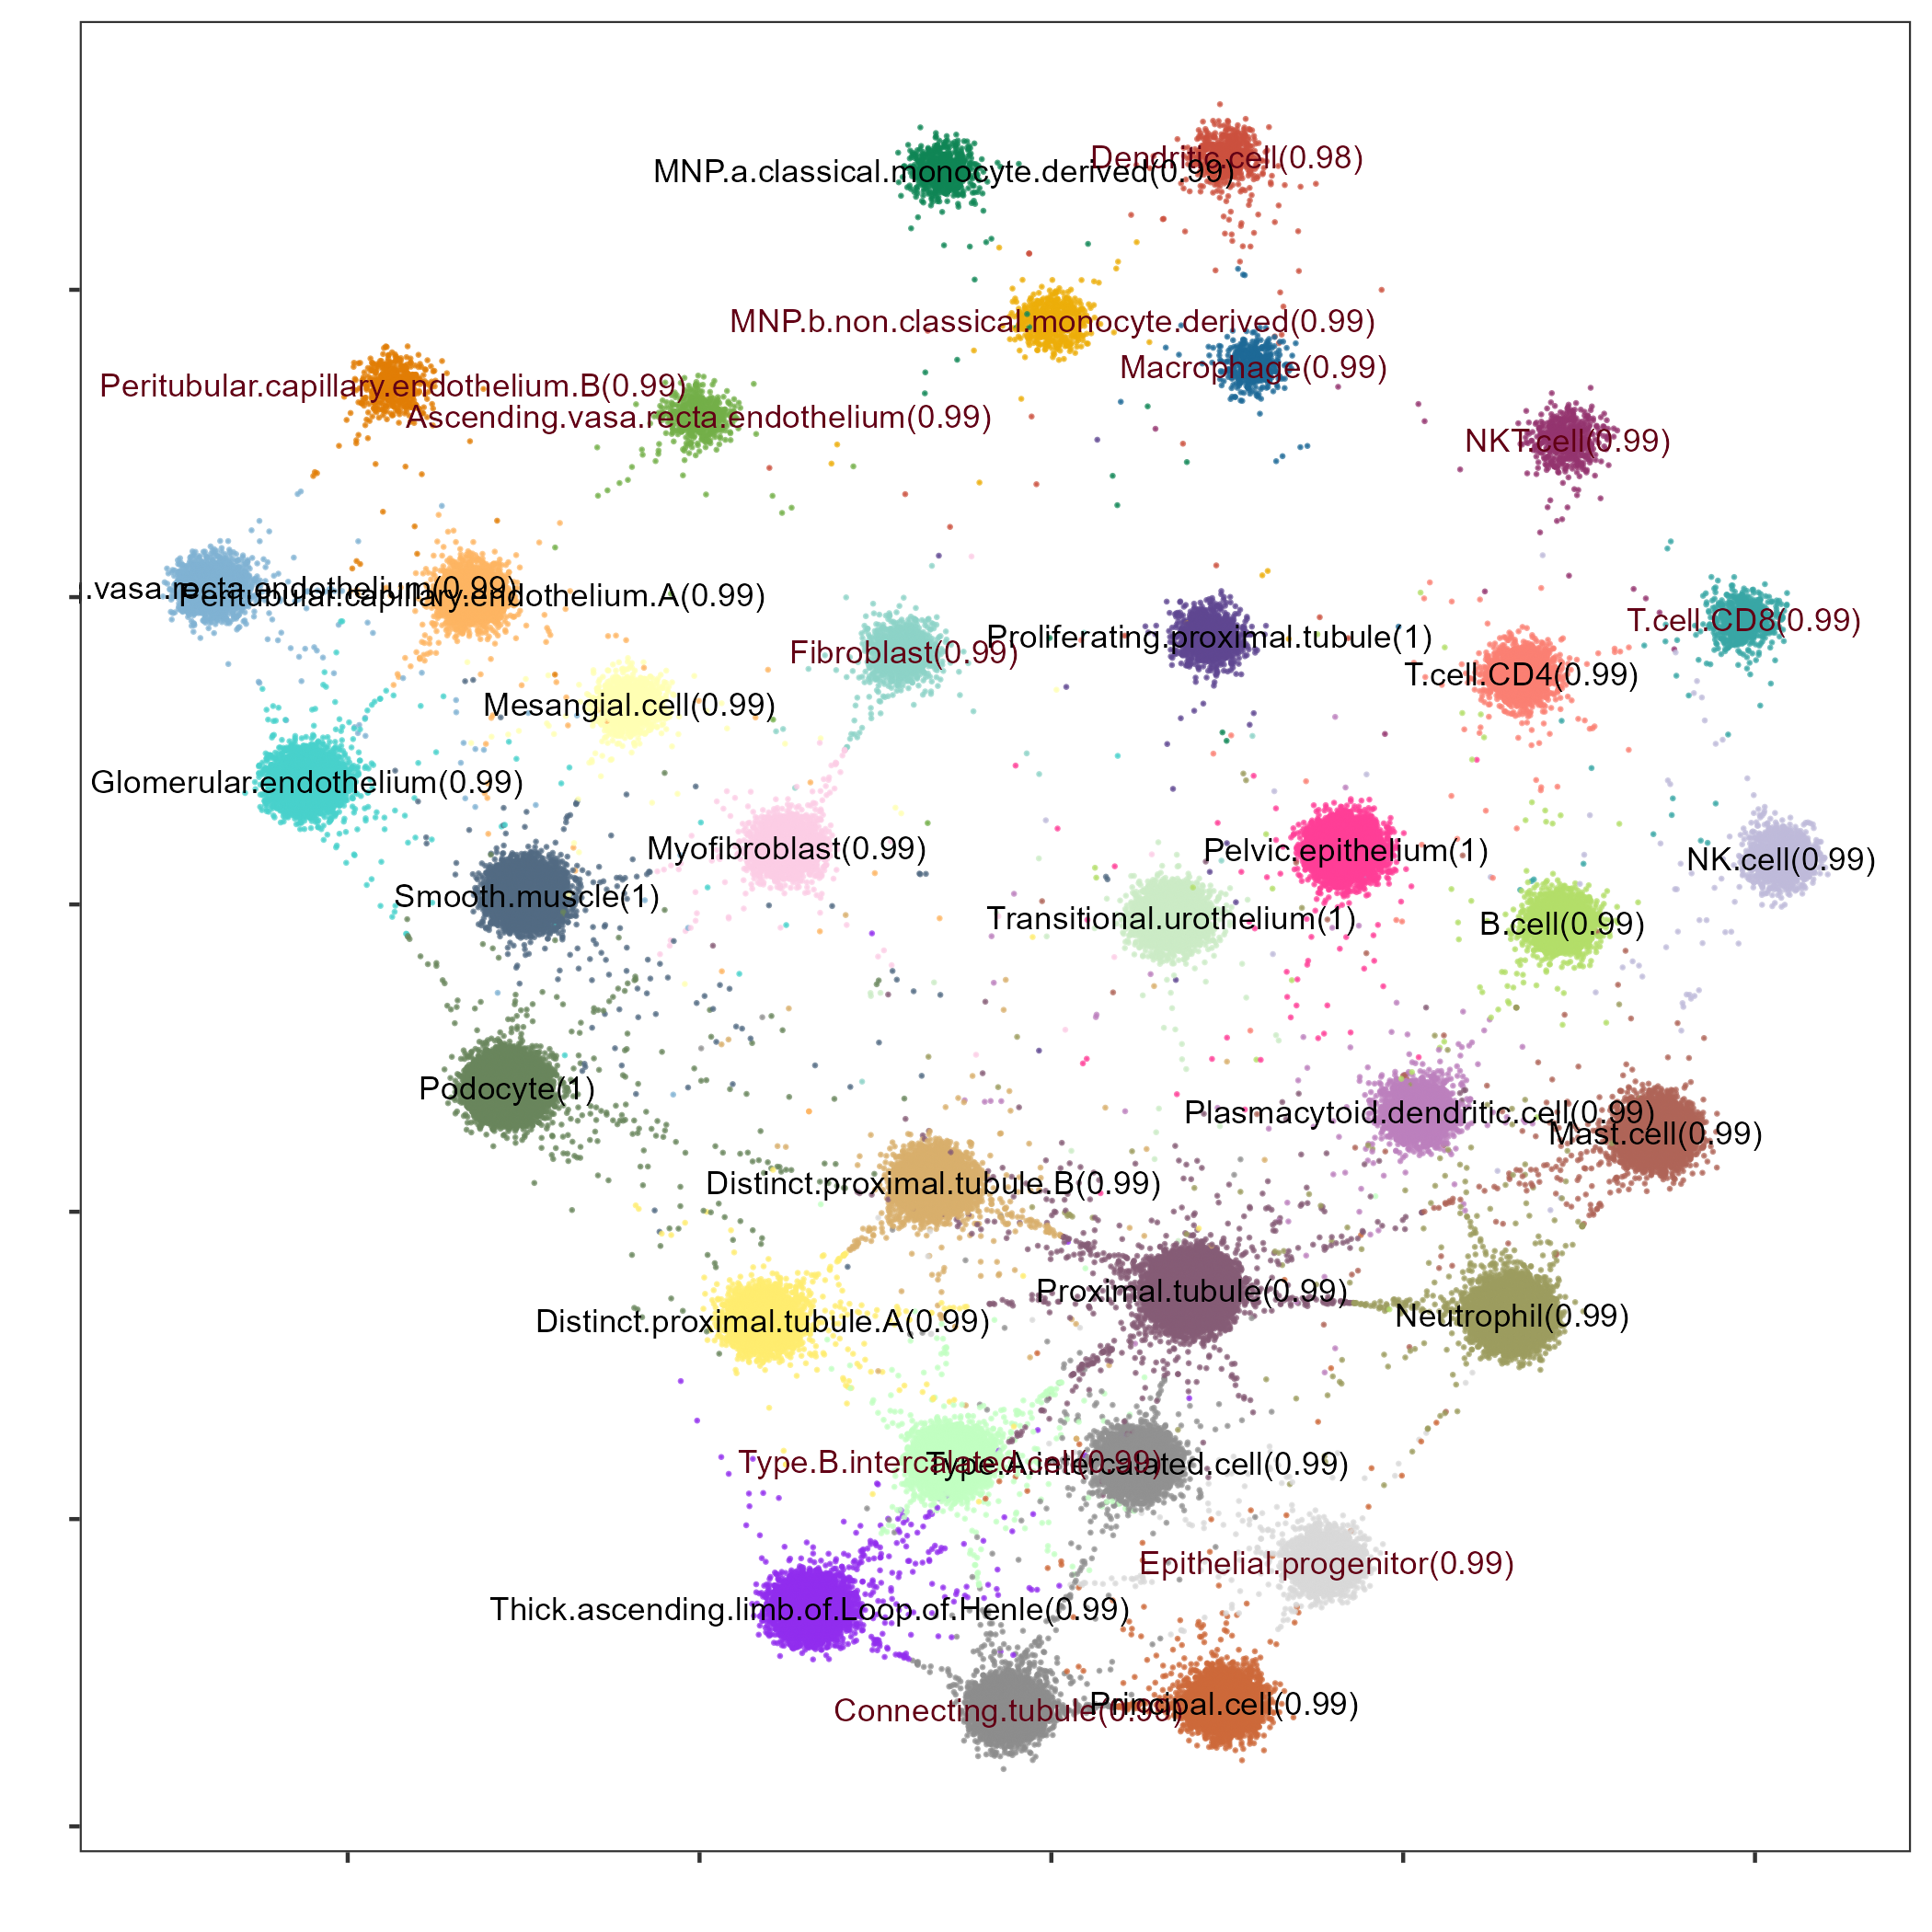 Dendritic.cell(0.98)
MNP.a.classical.monocyte.derived(0.99)
MNP.b.non.classical.monocyte.derived(0.99)
Macrophage(0.99)
Peritubular.capillary.endothelium.B(0.99)
Ascending.vasa.recta.endothelium(0.99)
NKT.cell(0.99)
.vasa.recta.endothelium(0.99)
Peritubular.capillary.endothelium.A(0.99)
T.cell.CD8(0.99)
Proliferating.proximal.tubule(1)
Fibroblast(0.99)
T.cell.CD4(0.99)
Mesangial.cell(0.99)
Glomerular.endothelium(0.99)
Myofibroblast(0.99)
Pelvic.epithelium(1)
NK.cell(0.99)
Smooth.muscle(1)
Transitional.urothelium(1)
B.cell(0.99)
Podocyte(1)
Plasmacytoid.dendritic.cell(0.99)
Mast.cell(0.99)
Distinct.proximal.tubule.B(0.99)
Proximal.tubule(0.99)
Neutrophil(0.99)
Distinct.proximal.tubule.A(0.99)
Type.B.intercalated.cell(0.99)
Type.A.intercalated.cell(0.99)
Epithelial.progenitor(0.99)
Thick.ascending.limb.of.Loop.of.Henle(0.99)
Principal.cell(0.99)
Connecting.tubule(0.98)